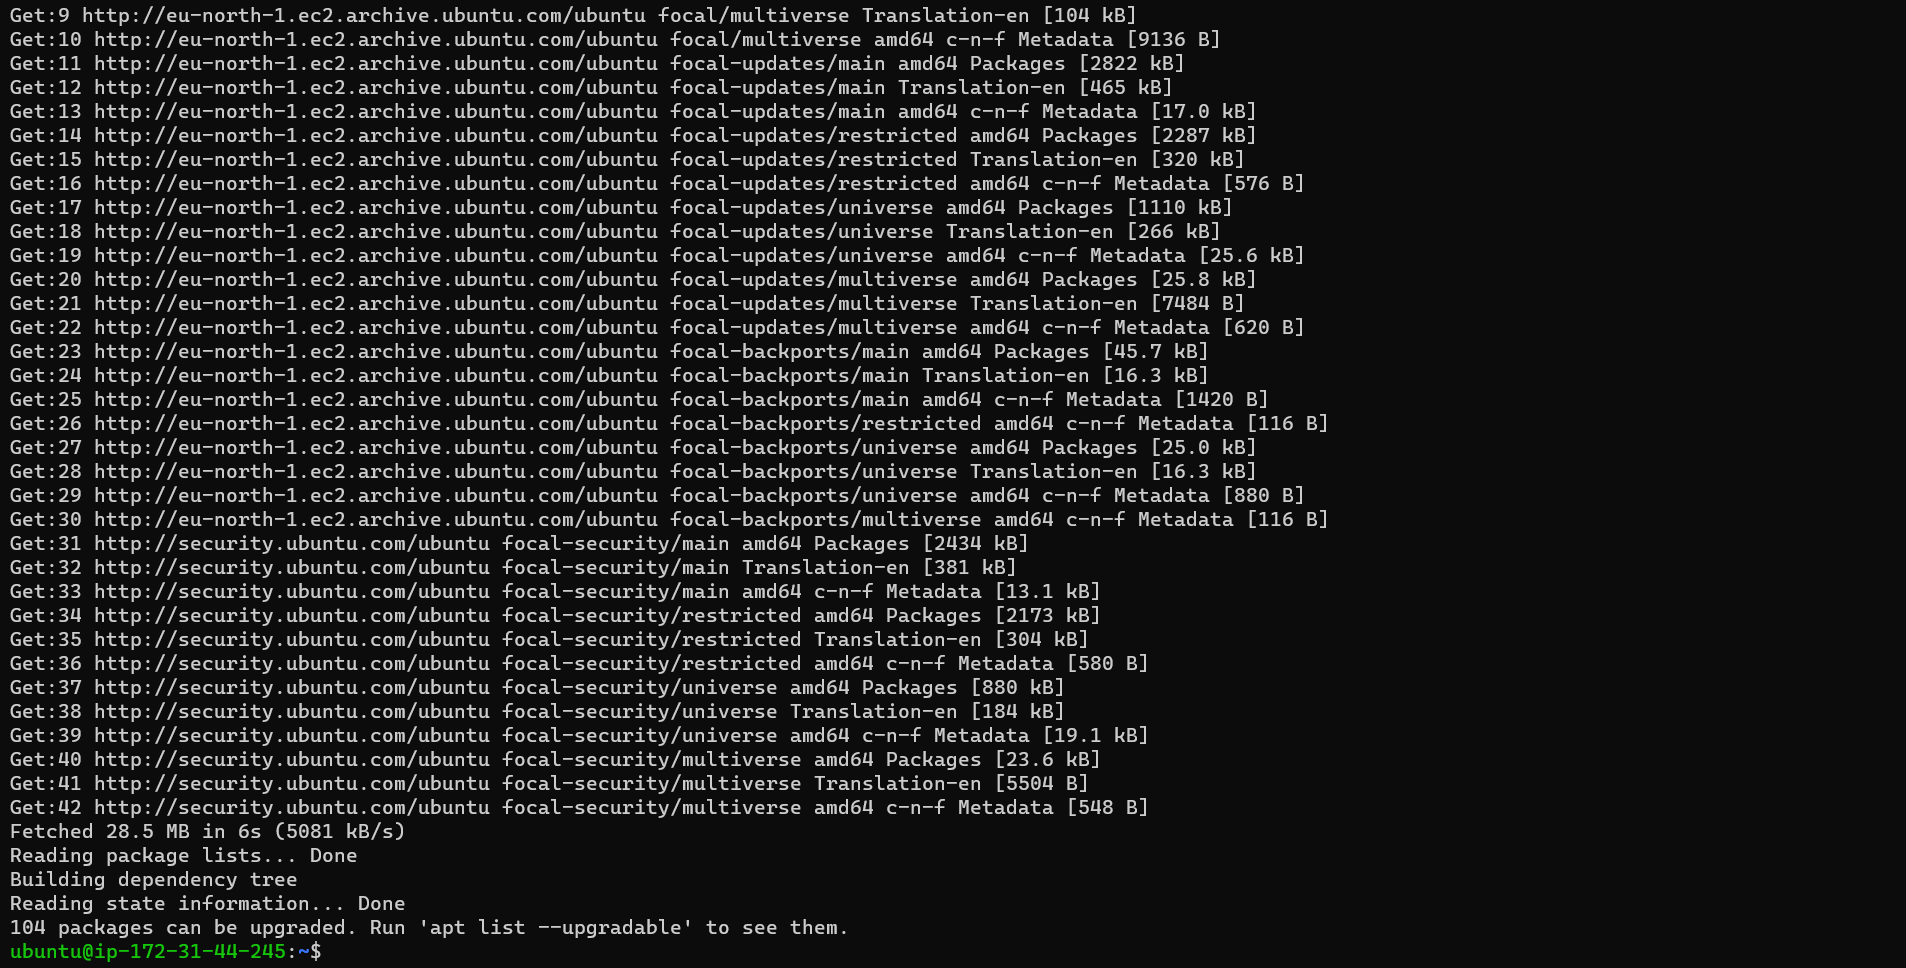 Get:9 http://eu-north-1.ec2.archive.ubuntu.com/ubuntu focal/multiverse Translation-en [104 kB]
Get:10 http://eu-north-1.ec2.archive.ubuntu.com/ubuntu focal/multiverse amd64 c-n-f Metadata [9136 B]
Get:11 http://eu-north-1.ec2.archive.ubuntu.com/ubuntu focal-updates/main amd64 Packages [2822 kB]
Get:12 http://eu-north-1.ec2.archive.ubuntu.com/ubuntu focal-updates/main Translation-en [465 kB]
Get:13 http://eu-north-1.ec2.archive.ubuntu.com/ubuntu focal-updates/main amd64 c-n-f Metadata [17.0 kB]
Get:14 http://eu-north-1.ec2.archive.ubuntu.com/ubuntu focal-updates/restricted amd64 Packages [2287 kB]
Get:15 http://eu-north-1.ec2.archive.ubuntu.com/ubuntu focal-updates/restricted Translation-en [320 kB]
Get:16 http://eu-north-1.ec2.archive.ubuntu.com/ubuntu focal-updates/restricted amd64 c-n-f Metadata [576 B]
Get:17 http://eu-north-1.ec2.archive.ubuntu.com/ubuntu focal-updates/universe amd64 Packages [1110 kB]
Get:18 http://eu-north-1.ec2.archive.ubuntu.com/ubuntu focal-updates/universe Translation-en [266 kB]
Get:19 http://eu-north-1.ec2.archive.ubuntu.com/ubuntu focal-updates/universe amd64 c-n-f Metadata [25.6 kB]
Get:20 http://eu-north-1.ec2.archive.ubuntu.com/ubuntu focal-updates/multiverse amd64 Packages [25.8 kB]
Get:21 http://eu-north-1.ec2.archive.ubuntu.com/ubuntu focal-updates/multiverse Translation-en [7484 B]
Get:22 http://eu-north-1.ec2.archive.ubuntu.com/ubuntu focal-updates/multiverse amd64 c-n-f Metadata [620 B]
Get:23 http://eu-north-1.ec2.archive.ubuntu.com/ubuntu focal-backports/main amd64 Packages [45.7 kB]
Get:24 http://eu-north-1.ec2.archive.ubuntu.com/ubuntu focal-backports/main Translation-en [16.3 kB]
Get:25 http://eu-north-1.ec2.archive.ubuntu.com/ubuntu focal-backports/main amd64 c-n-f Metadata [1420 B]
Get:26 http://eu-north-1.ec2.archive.ubuntu.com/ubuntu focal-backports/restricted amd64 c-n-f Metadata [116 B]
Get:27 http://eu-north-1.ec2.archive.ubuntu.com/ubuntu focal-backports/universe amd64 Packages [25.0 kB]
Get:28 http://eu-north-1.ec2.archive.ubuntu.com/ubuntu focal-backports/universe Translation-en [16.3 kB]
Get:29 http://eu-north-1.ec2.archive.ubuntu.com/ubuntu focal-backports/universe amd64 c-n-f Metadata [880 B]
Get:30 http://eu-north-1.ec2.archive.ubuntu.com/ubuntu focal-backports/multiverse amd64 c-n-f Metadata [116 B]
Get:31 http://security.ubuntu.com/ubuntu focal-security/main amd64 Packages [2434 kB]
Get:32 http://security.ubuntu.com/ubuntu focal-security/main Translation-en [381 kB]
Get:33 http://security.ubuntu.com/ubuntu focal-security/main amd64 c-n-f Metadata [13.1 kB]
Get:34 http://security.ubuntu.com/ubuntu focal-security/restricted amd64 Packages [2173 kB]
Get:35 http://security.ubuntu.com/ubuntu focal-security/restricted Translation-en [304 kB]
Get:36 http://security.ubuntu.com/ubuntu focal-security/restricted amd64 c-n-f Metadata [580 B]
Get:37 http://security.ubuntu.com/ubuntu focal-security/universe amd64 Packages [880 kB]
Get:38 http://security.ubuntu.com/ubuntu focal-security/universe Translation-en [184 kB]
Get:39 http://security.ubuntu.com/ubuntu focal-security/universe amd64 c-n-f Metadata [19.1 kB]
Get:40 http://security.ubuntu.com/ubuntu focal-security/multiverse amd64 Packages [23.6 kB]
Get:41 http://security.ubuntu.com/ubuntu focal-security/multiverse Translation-en [5504 B]
Get:42 http://security.ubuntu.com/ubuntu focal-security/multiverse amd64 c-n-f Metadata [548 B]
Fetched 28.5 MB in 6s (5081 kB/s)
Reading package lists... Done
Building dependency tree
Reading state information... Done
104 packages can be upgraded. Run 'apt list --upgradable' to see them.
ubuntu@ip-172-31-44-245:~$